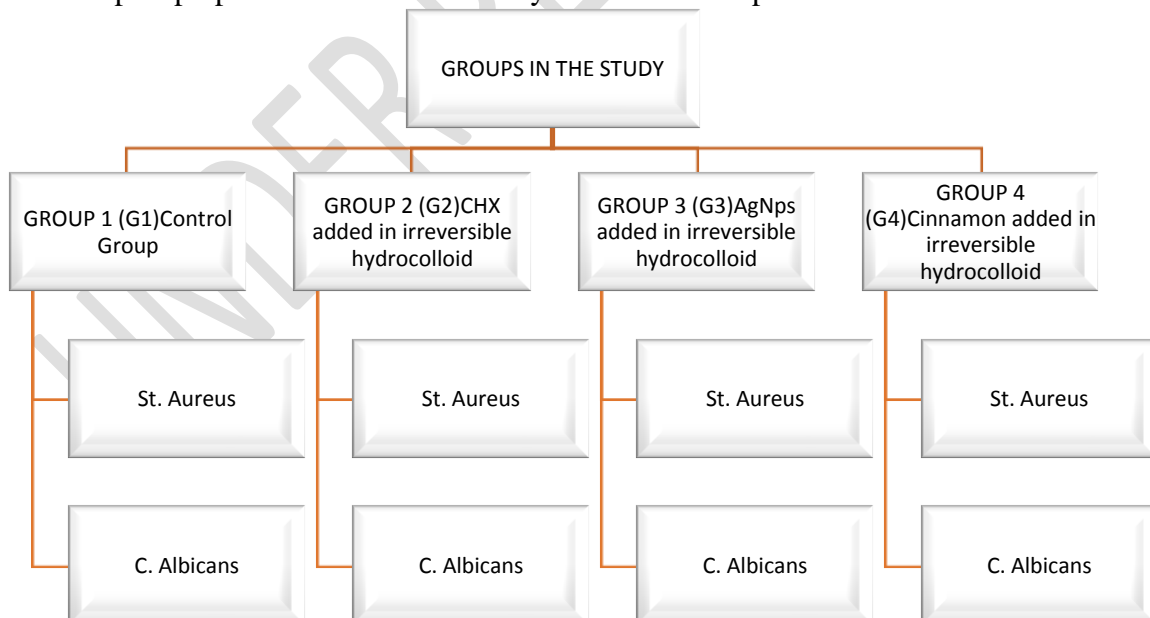 GROUPS IN THE STUDY
GROUP 1 (G1)Control
Group
GROUP 2 (G2)CHX
added in irreversible
hydrocolloid
GROUP 3 (G3)AgNps
added in irreversible
hydrocolloid
GROUP 4
(G4)Cinnamon added in
irreversible
hydrocolloid
St. Aureus
St. Aureus
St. Aureus
St. Aureus
C. Albicans
C. Albicans
C. Albicans
C. Albicans